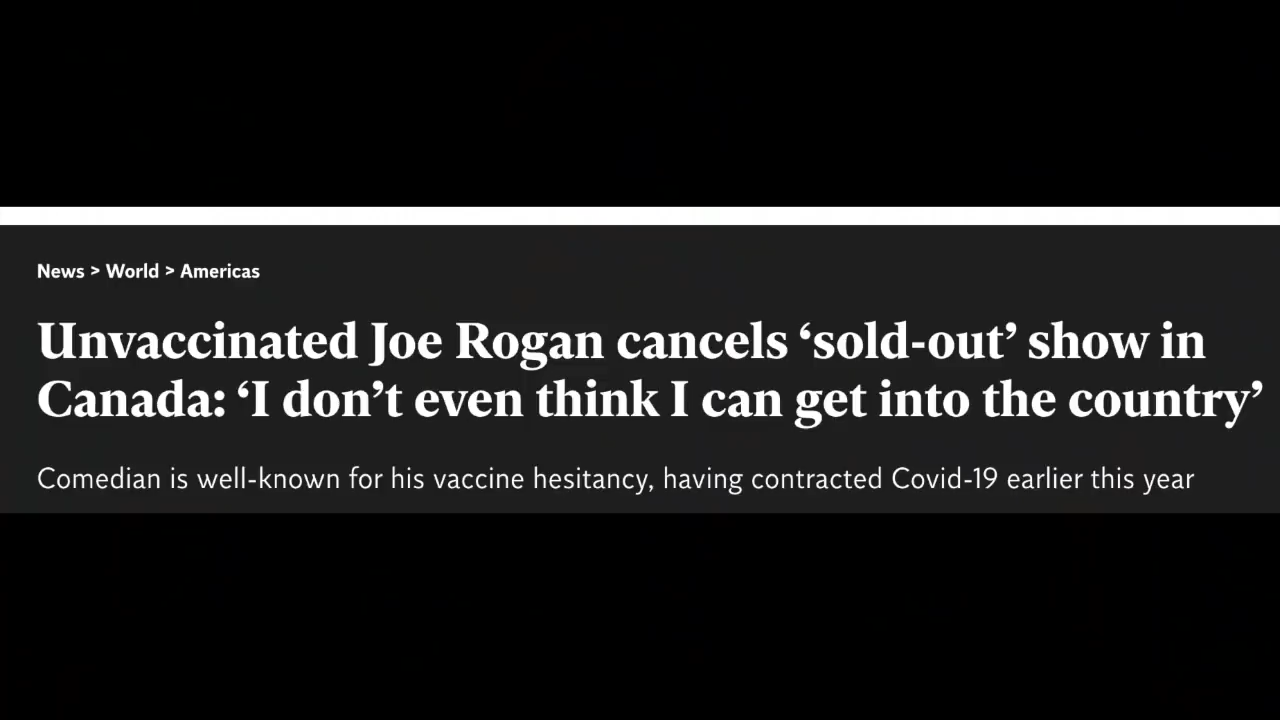 News > World > Americas
Unvaccinated Joe Rogan cancels ‘sold-out’ show in
Canada: ‘I don’t even think I can get into the country’
Comedian is well-known for his vaccine hesitancy, having contracted Covid-19 earlier this year